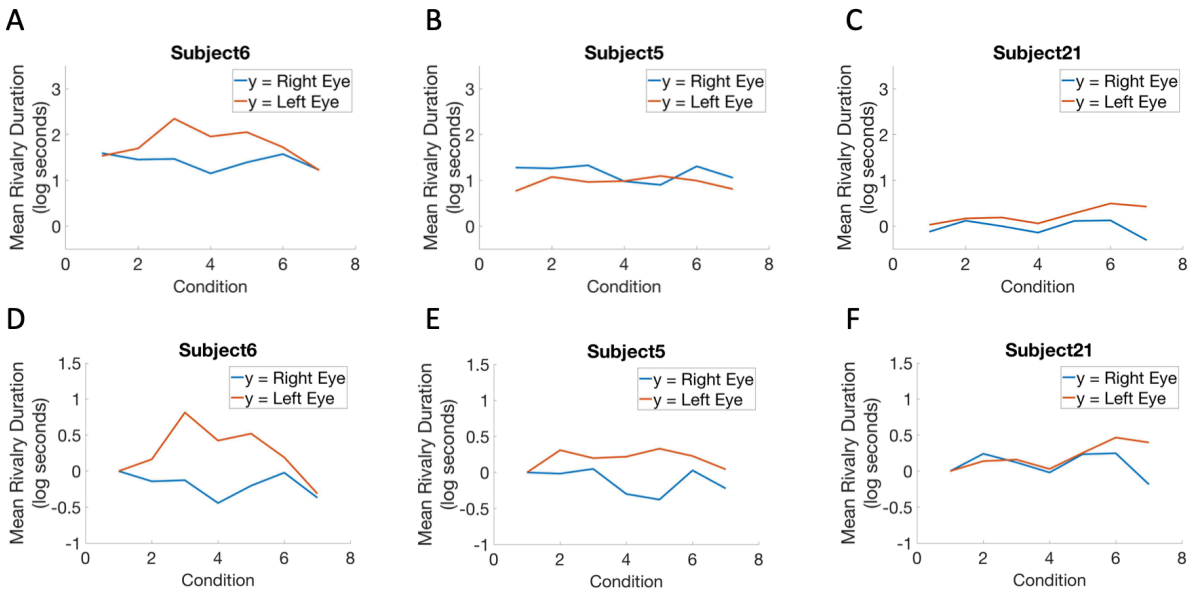 A
Subject6
Mean Rivalry Duration
(log seconds)
3
2
1
0
y = Right Eye
y = Left Eye
0 2 4 6 8
Condition
B
Subject5
Mean Rivalry Duration
(log seconds)
3
2
1
0
y = Right Eye
y = Left Eye
0 2 4 6 8
Condition
C
Subject21
Mean Rivalry Duration
(log seconds)
3
2
1
0
y = Right Eye
y = Left Eye
0 2 4 6 8
Condition
D
Subject6
Mean Rivalry Duration
(log seconds)
1.5
1
0.5
0
-0.5
-1
y = Right Eye
y = Left Eye
0 2 4 6 8
Condition
E
Subject5
Mean Rivalry Duration
(log seconds)
1.5
1
0.5
0
-0.5
-1
y = Right Eye
y = Left Eye
0 2 4 6 8
Condition
F
Subject21
Mean Rivalry Duration
(log seconds)
1.5
1
0.5
0
-0.5
-1
y = Right Eye
y = Left Eye
0 2 4 6 8
Condition